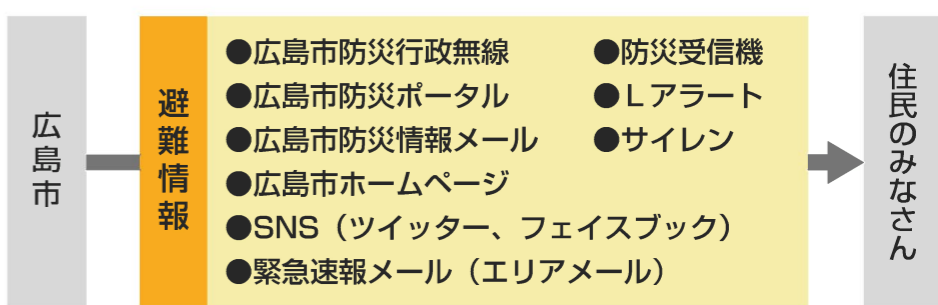 広島市
避難情報
●広島市防災行政無線
●広島市防災ポータル
●広島市防災情報メール
●広島市ホームページ
●SNS（ツイッター、フェイスブック）
●緊急速報メール（エリアメール）
●防災受信機
●Lアラート
●サイレン
住民のみなさん